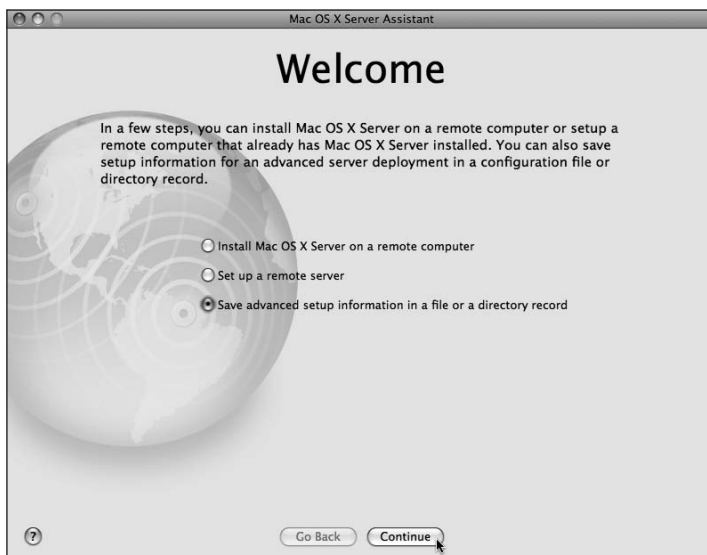 Mac OS X Server Assistant
Welcome
In a few steps, you can install Mac OS X Server on a remote computer or setup a
remote computer that already has Mac OS X Server installed. You can also save
setup information for an advanced server deployment in a configuration file or
directory record.
Install Mac OS X Server on a remote computer
Set up a remote server
Save advanced setup information in a file or a directory record
?
Go Back
Continue